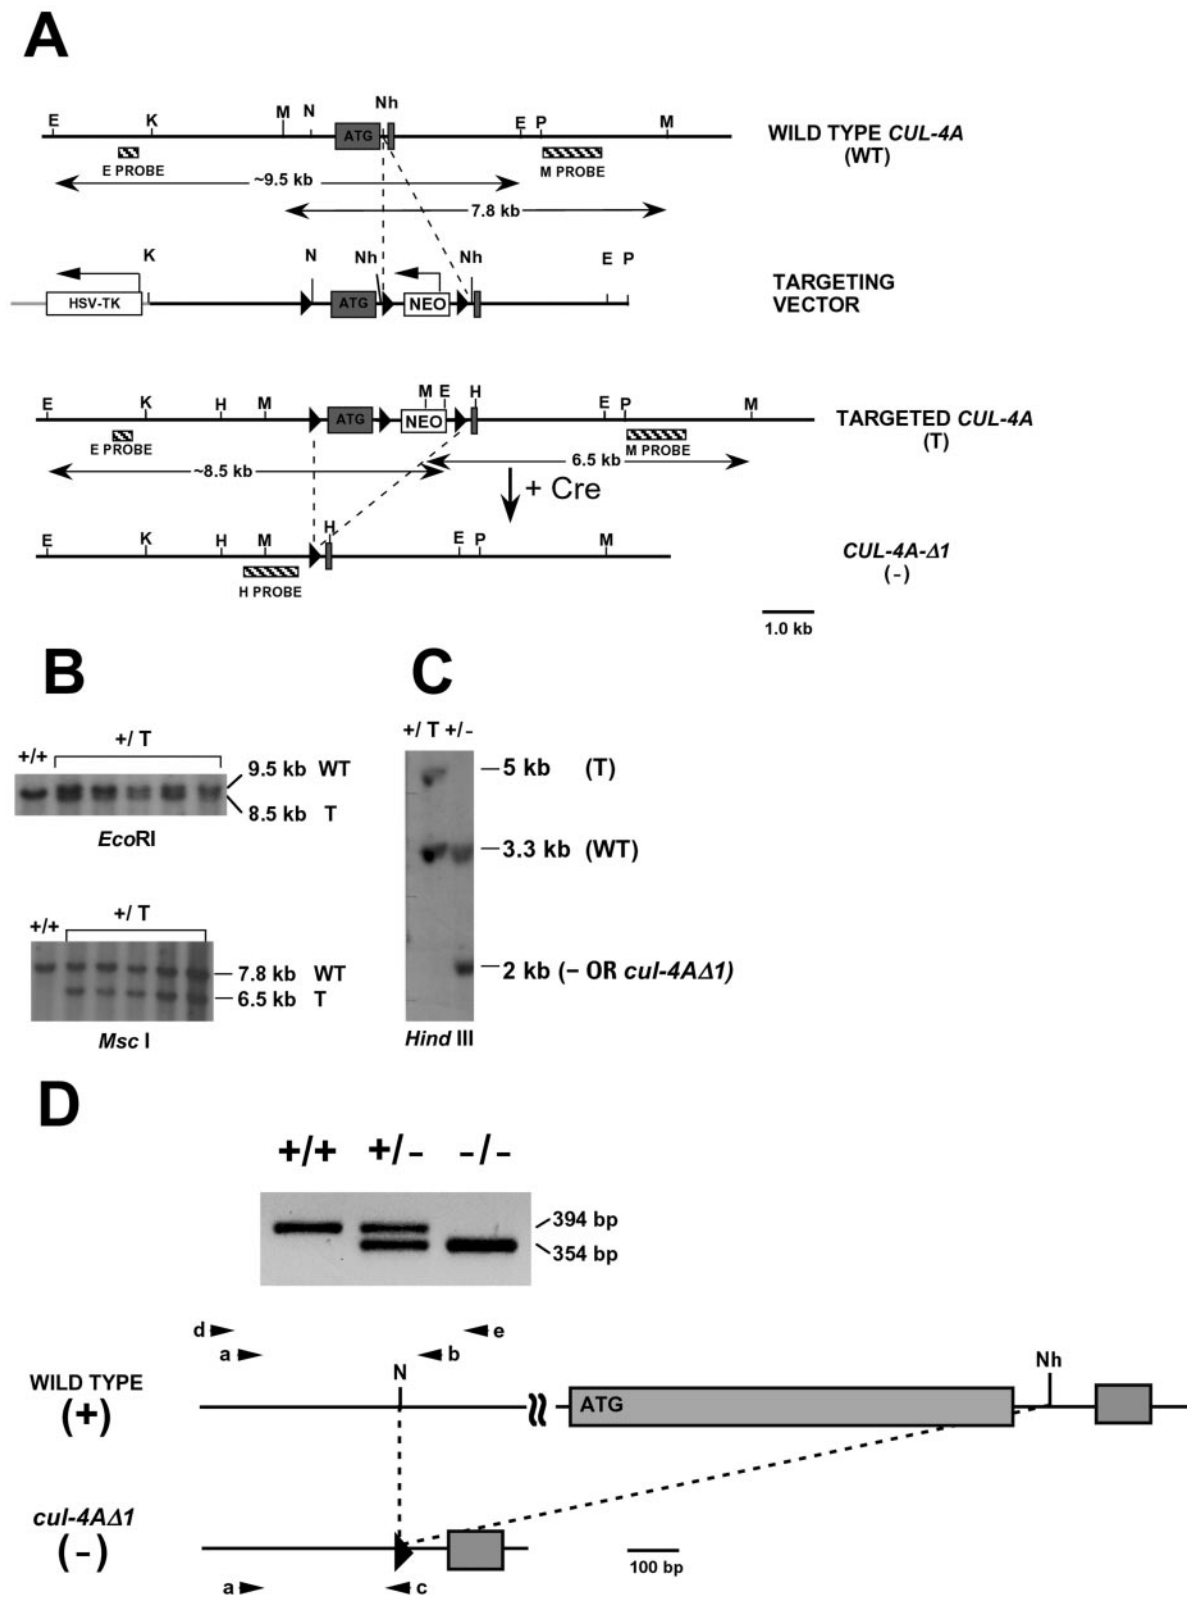 A
E K M N Nh E P M
ATG
WILD TYPE CUL-4A
(WT)
E PROBE
M PROBE
~9.5 kb
7.8 kb
K N Nh Nh E P
HSV-TK
ATG
NEO
TARGETING
VECTOR
E K H M M E H E P M
ATG
NEO
TARGETED CUL-4A
(T)
E PROBE
M PROBE
~8.5 kb
6.5 kb
+ Cre
E K H M H E P M
CUL-4A-Δ1
(-)
H PROBE
1.0 kb
B
+/+
+/ T
9.5 kb WT
8.5 kb T
EcoRI
+/+
+/ T
7.8 kb WT
6.5 kb T
Msc I
C
+/ T +/-
5 kb (T)
3.3 kb (WT)
2 kb (– OR cul-4AΔ1)
Hind III
D
+/+ +/- -/-
394 bp
354 bp
d e
a b
WILD TYPE
(+)
N
ATG
Nh
cul-4AΔ1
(-)
100 bp
a c